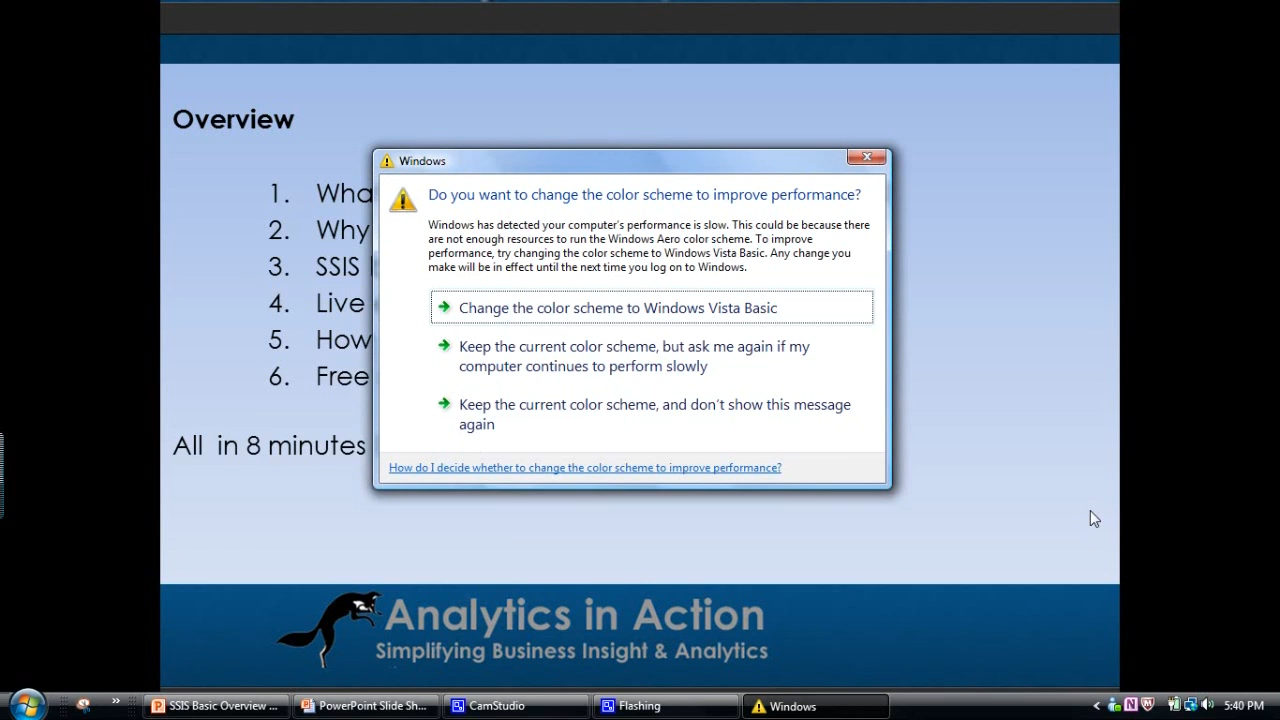 Overview
Windows
Do you want to change the color scheme to improve performance?
Windows has detected your computer's performance is slow. This could be because there
are not enough resources to run the Windows Aero color scheme. To improve
performance, try changing the color scheme to Windows Vista Basic. Any change you
make will be in effect until the next time you log on to Windows.
Change the color scheme to Windows Vista Basic
Keep the current color scheme, but ask me again if my
computer continues to perform slowly
Keep the current color scheme, and don't show this message
again
How do I decide whether to change the color scheme to improve performance?
1.
2. Why
3. SSIS
4. Live
5. How
6. Free
All in 8 minutes
Analytics in Action
Simplifying Business Insight & Analytics
SSIS Basic Overview ...
PowerPoint Slide Sh...
CamStudio
Flashing
Windows
5:40 PM